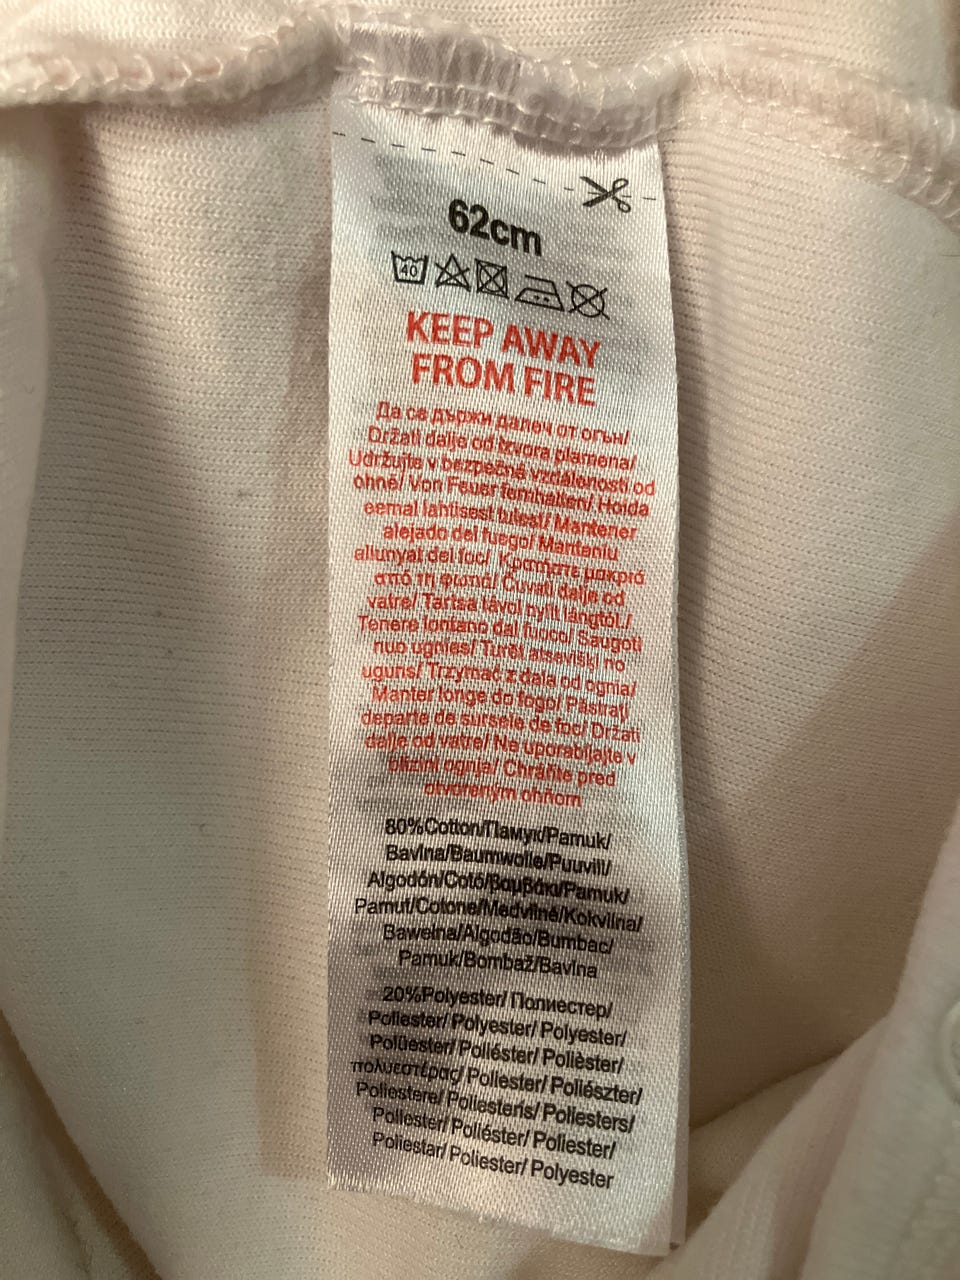 62cm
40
KEEP AWAY
FROM FIRE
Да се държи далеч от огън/
Držati dalje od izvora plamena/
Udržujte v bezpečné vzdálenosti od
ohně/ Von Feuer fernhalten/ Hoida
eemal lahtisest tulest/ Mantener
alejado del fuego/ Manteniu
allunyat del foc/ Κρατήστε μακριά
από τη φωτιά/ Čuvati dalje od
vatre/ Tartsa távol nyílt lángtól./
Tenere lontano dal fuoco/ Saugoti
nuo ugnies/ Turēt atsevišķi no
uguns/ Trzymać z dala od ognia/
Manter longe do fogo/ Păstrați
departe de sursele de foc/ Držati
dalje od vatre/ Ne uporabljajte v
bližini ognja/ Chráňte pred
otvoreným ohňom
80%Cotton/Памук/Pamuk/
Bavlna/Baumwolle/Puuvill/
Algodón/Cotó/βαμβάκι/Pamuk/
Pamut/Cotone/Medvilnė/Kokvilna/
Bawełna/Algodão/Bumbac/
Pamuk/Bombaž/Bavlna
20%Polyester/ Полиестер/
Poliester/ Polyester/ Polyester/
Polüester/ Poliéster/ Polièster/
πολυεστέρας/ Poliester/ Poliészter/
Poliestere/ Poliesteris/ Poliesters/
Poliester/ Poliéster/ Poliester/
Poliestar/ Poliester/ Polyester